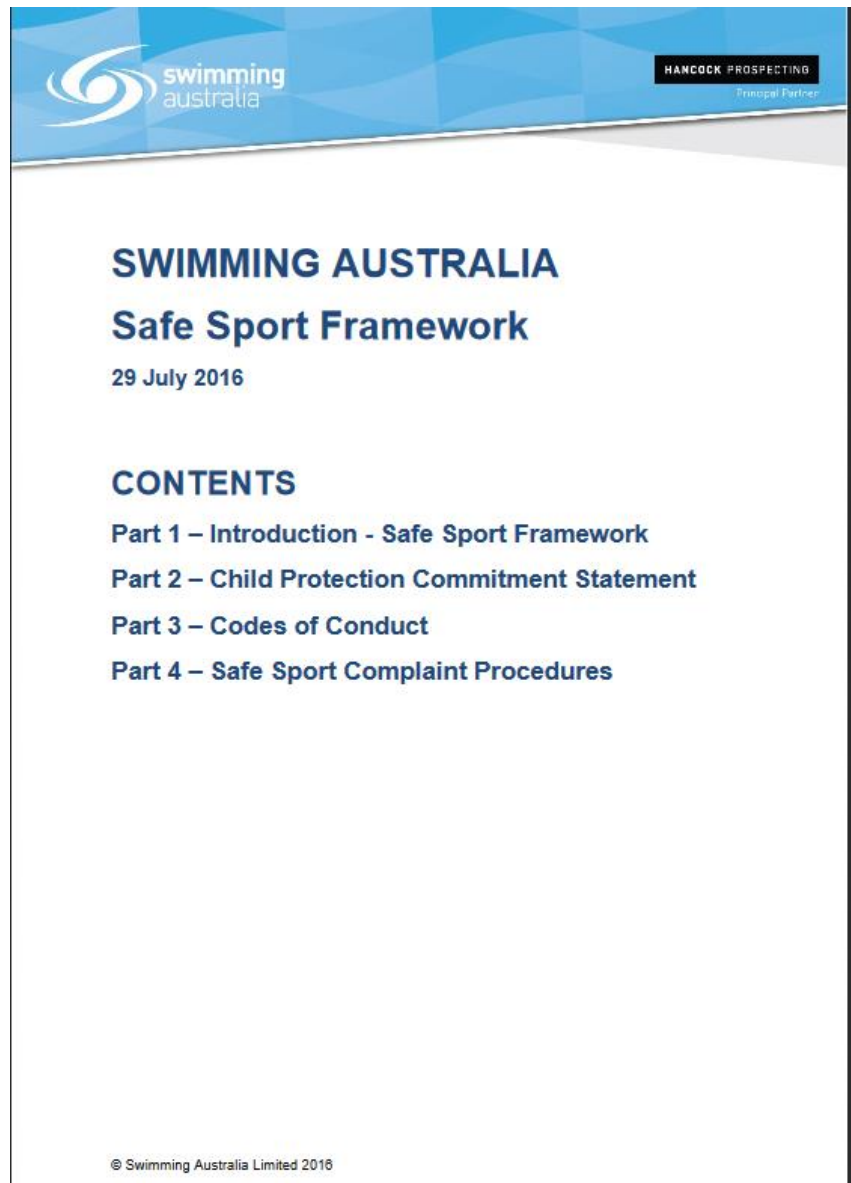 swimming
australia
HANCOCK PROSPECTING
Principal Partner
SWIMMING AUSTRALIA
Safe Sport Framework
29 July 2016
CONTENTS
Part 1 – Introduction - Safe Sport Framework
Part 2 – Child Protection Commitment Statement
Part 3 – Codes of Conduct
Part 4 – Safe Sport Complaint Procedures
© Swimming Australia Limited 2016